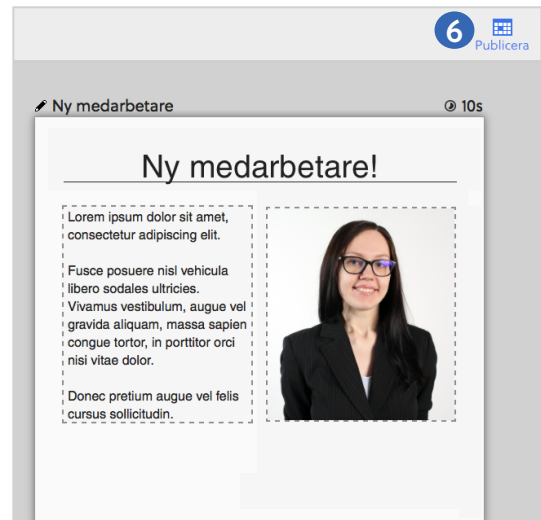 6
Publicera
Ny medarbetare
10s
Ny medarbetare!
Lorem ipsum dolor sit amet,
consectetur adipiscing elit.
Fusce posuere nisl vehicula
libero sodales ultricies.
Vivamus vestibulum, augue vel
gravida aliquam, massa sapien
congue tortor, in porttitor orci
nisi vitae dolor.
Donec pretium augue vel felis
cursus sollicitudin.